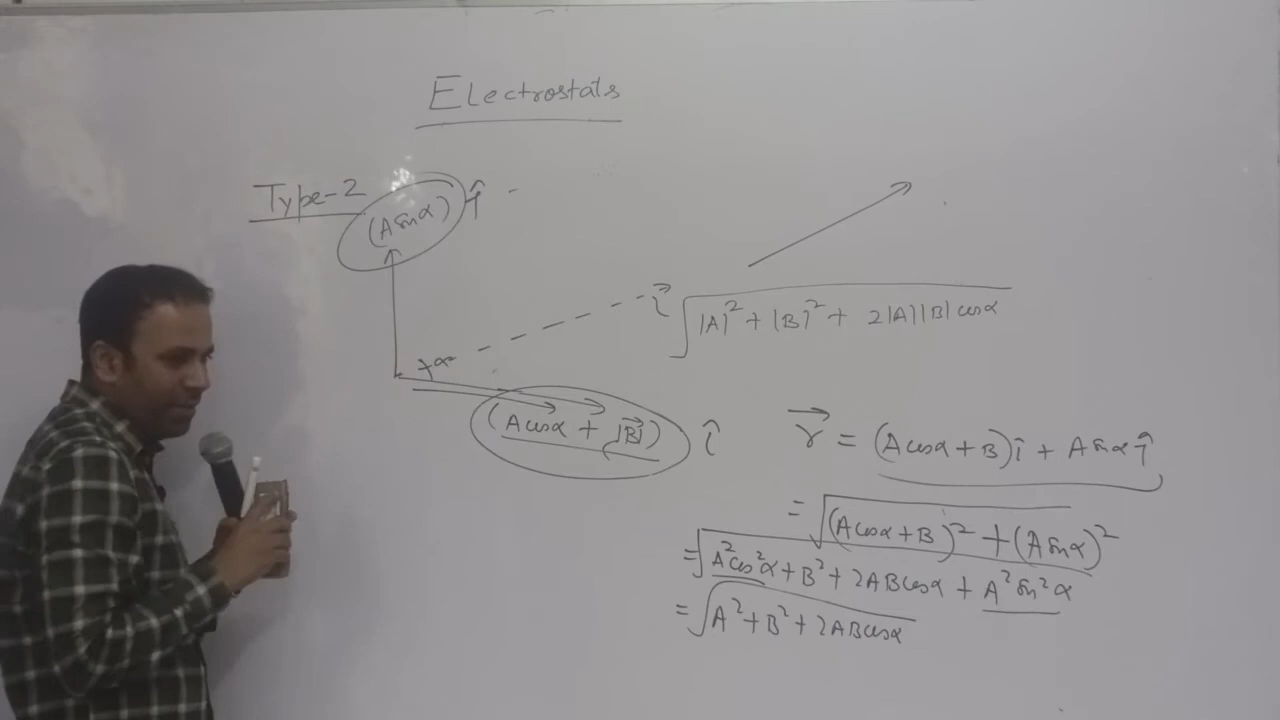 Electrostats
Type-2
(A sinα) ĵ
√|A|² + |B|² + 2|A||B| cosα
(A cosα + |B⃗|) î
r⃗ = (A cosα + B) î + A sinα ĵ
= √(A cosα + B)² + (A sinα)²
= √A² cos²α + B² + 2AB cosα + A² sin²α
= √A² + B² + 2AB cosα